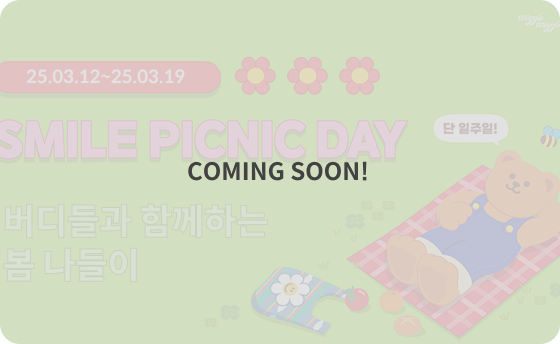 25.03.12~25.03.19
SMILE PICNIC DAY
단 일주일!
COMING SOON!
버디들과 함께하는
봄 나들이